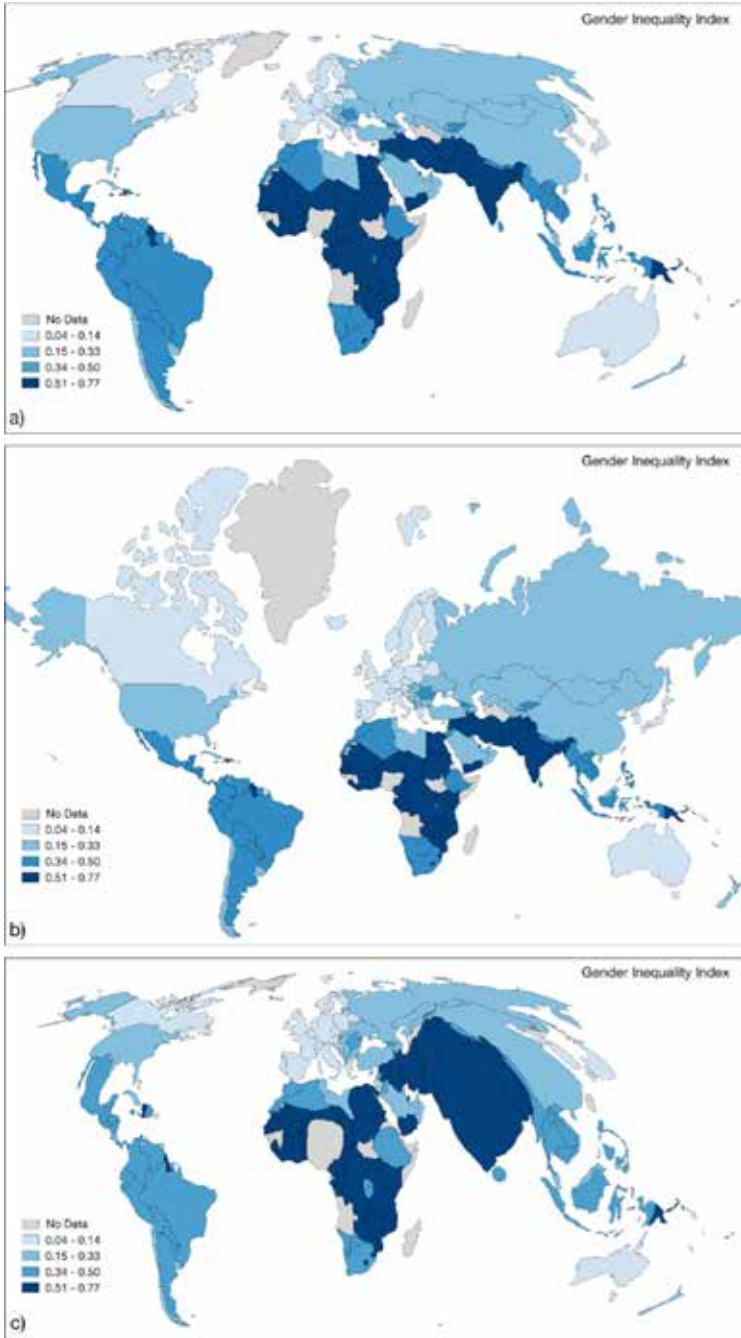 Gender Inequality Index
No Data
0.04 - 0.14
0.15 - 0.33
0.34 - 0.50
0.51 - 0.77
a)
Gender Inequality Index
No Data
0.04 - 0.14
0.15 - 0.33
0.34 - 0.50
0.51 - 0.77
b)
Gender Inequality Index
No Data
0.04 - 0.14
0.15 - 0.33
0.34 - 0.50
0.51 - 0.77
c)